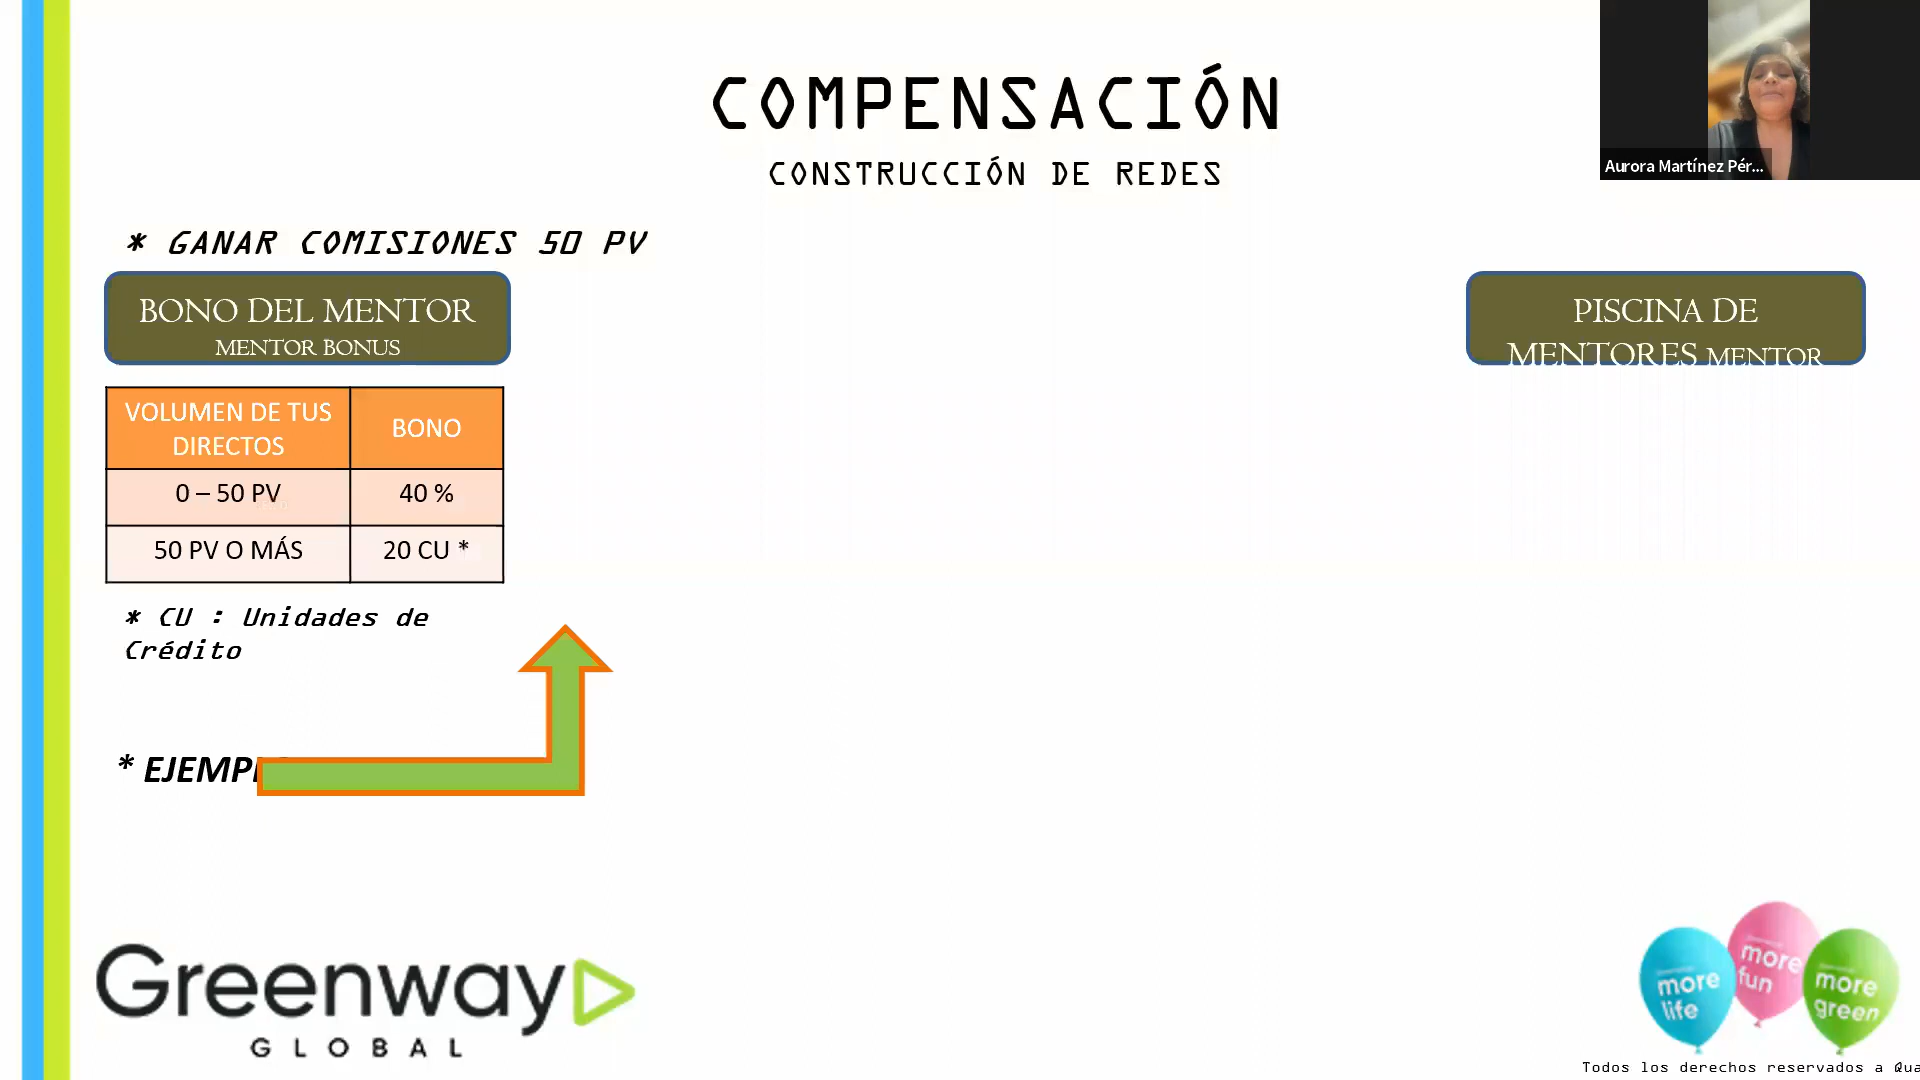 COMPENSACIÓN
CONSTRUCCIÓN DE REDES
Aurora Martínez Pér...
* GANAR COMISIONES 50 PV
BONO DEL MENTOR
MENTOR BONUS
PISCINA DE
MENTORES MENTOR
VOLUMEN DE TUS
DIRECTOS
BONO
0 – 50 PV
40 %
50 PV O MÁS
20 CU *
* CU : Unidades de
Crédito
* EJEMP
Greenway
GLOBAL
more
life
more
fun
more
green
Todos los derechos reservados a Qua